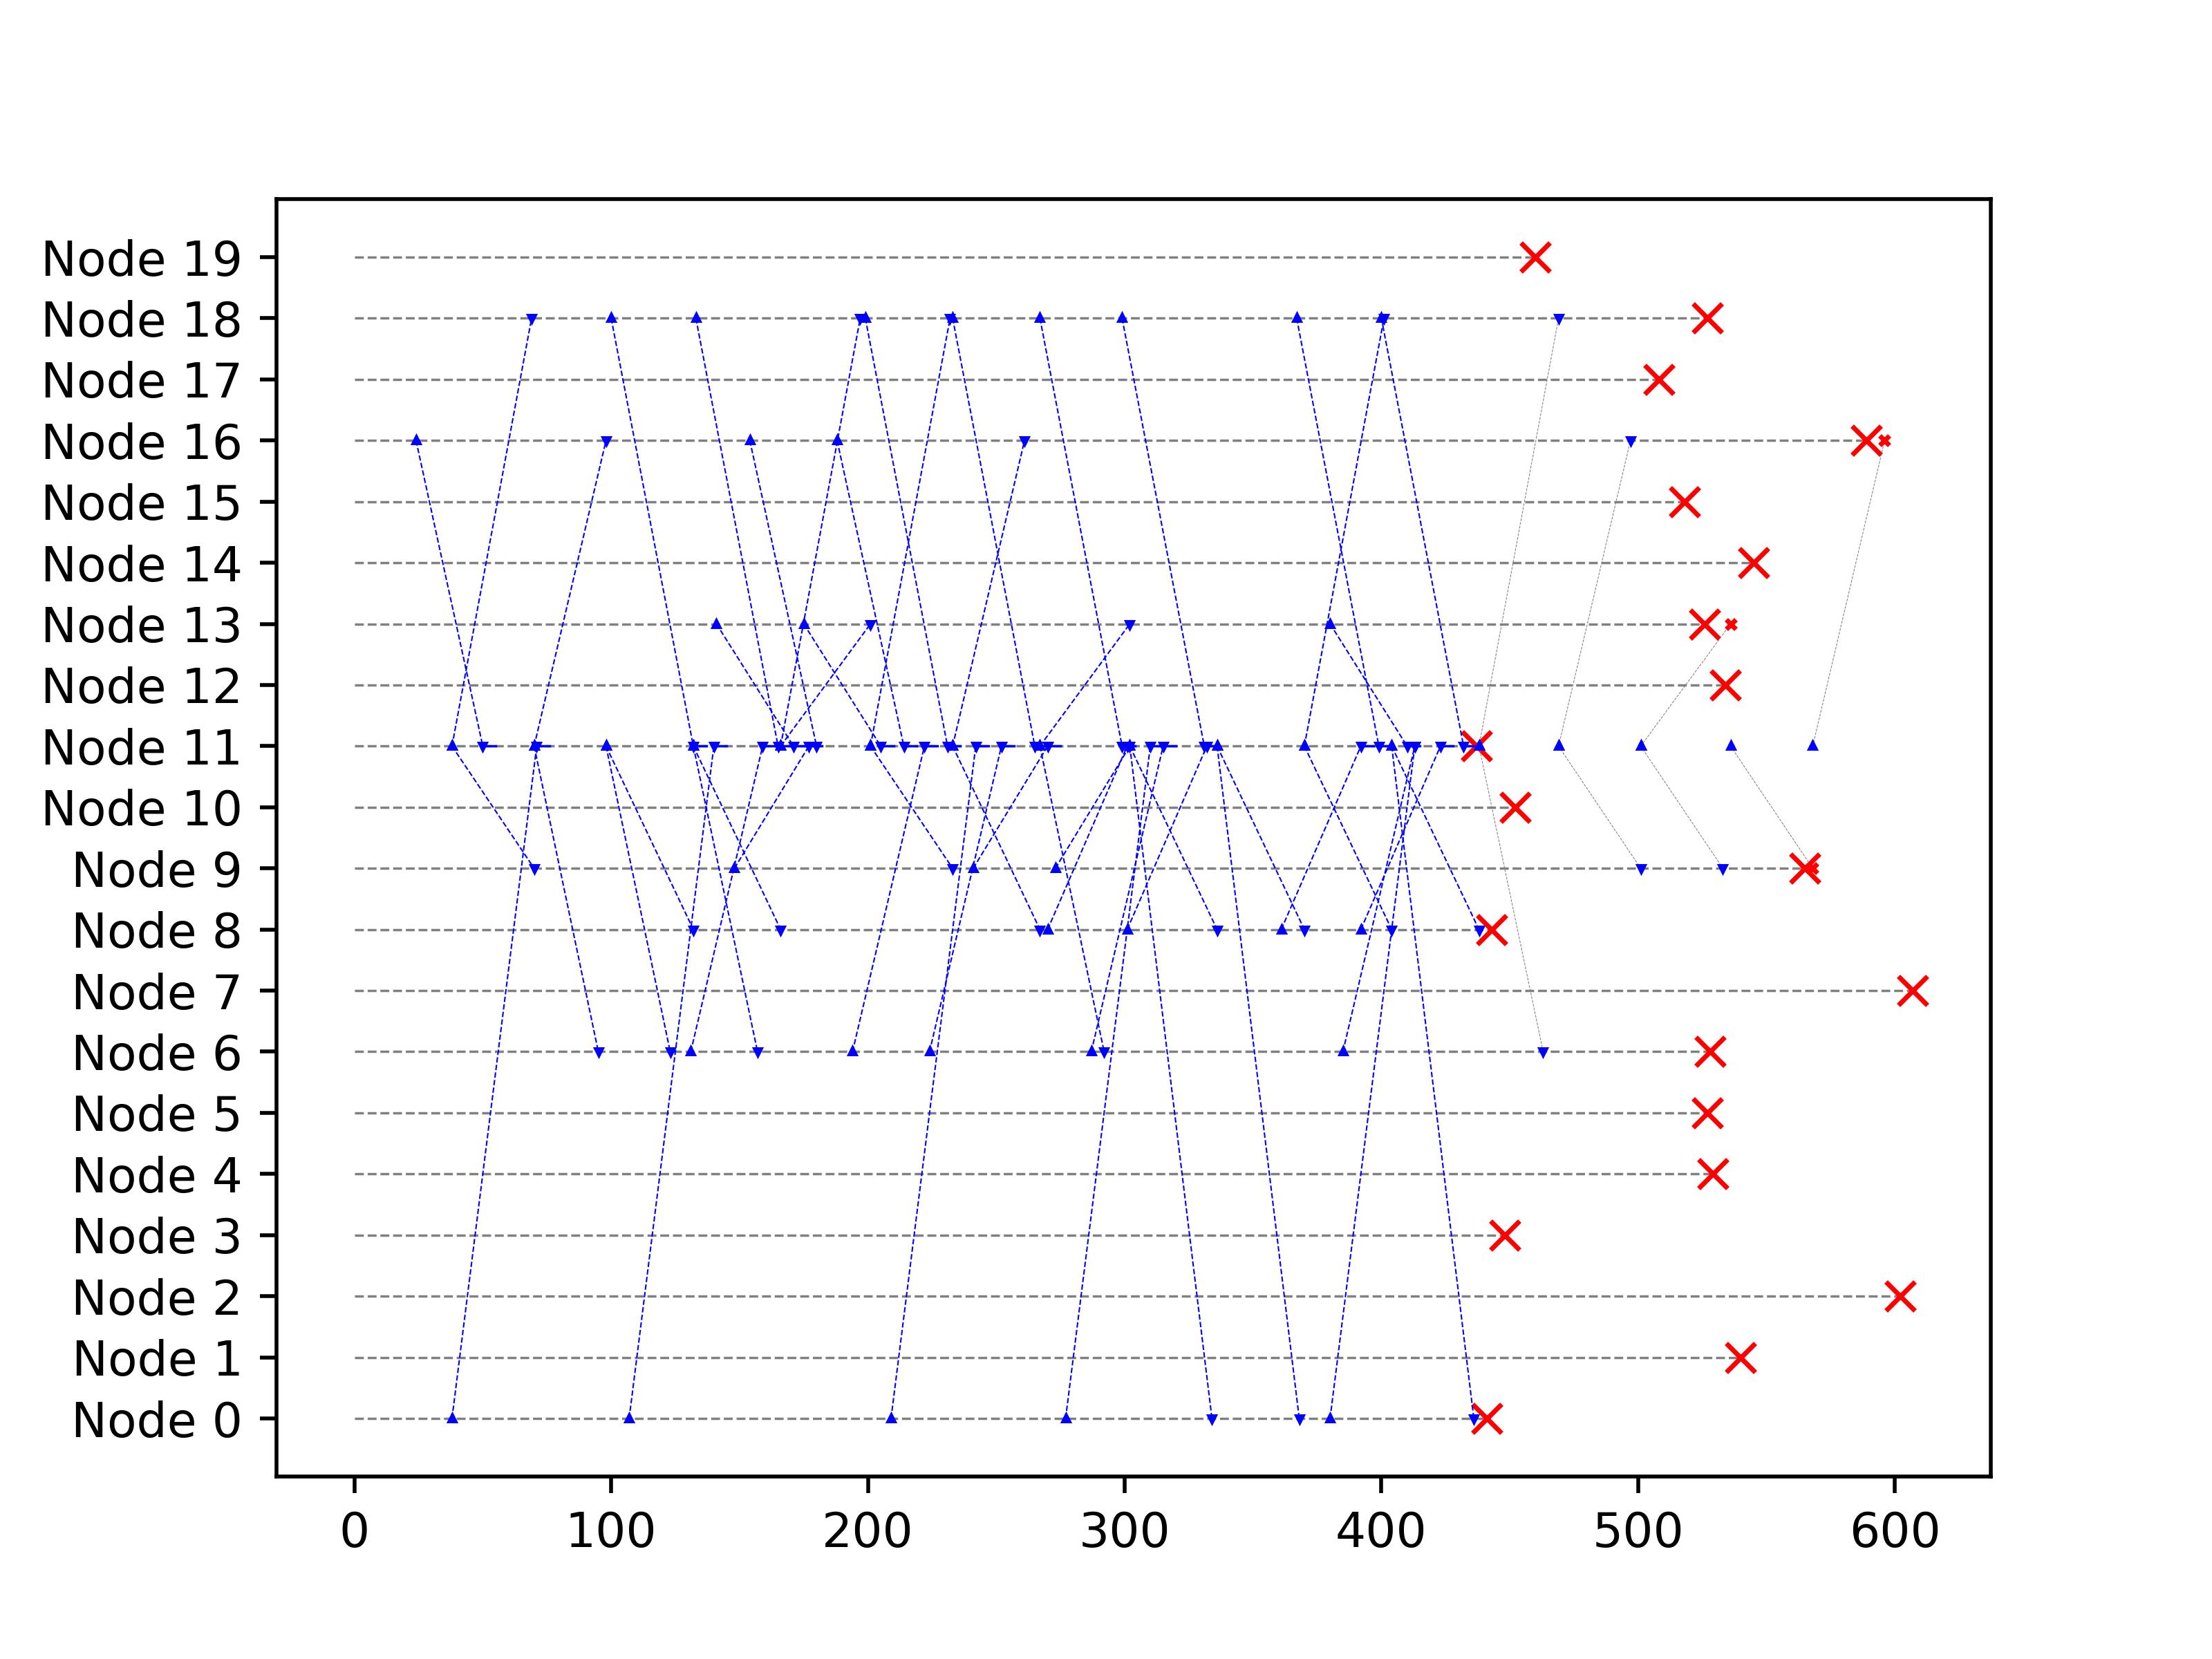 Node 19
Node 18
Node 17
Node 16
Node 15
Node 14
Node 13
Node 12
Node 11
Node 10
Node 9
Node 8
Node 7
Node 6
Node 5
Node 4
Node 3
Node 2
Node 1
Node 0
0 100 200 300 400 500 600